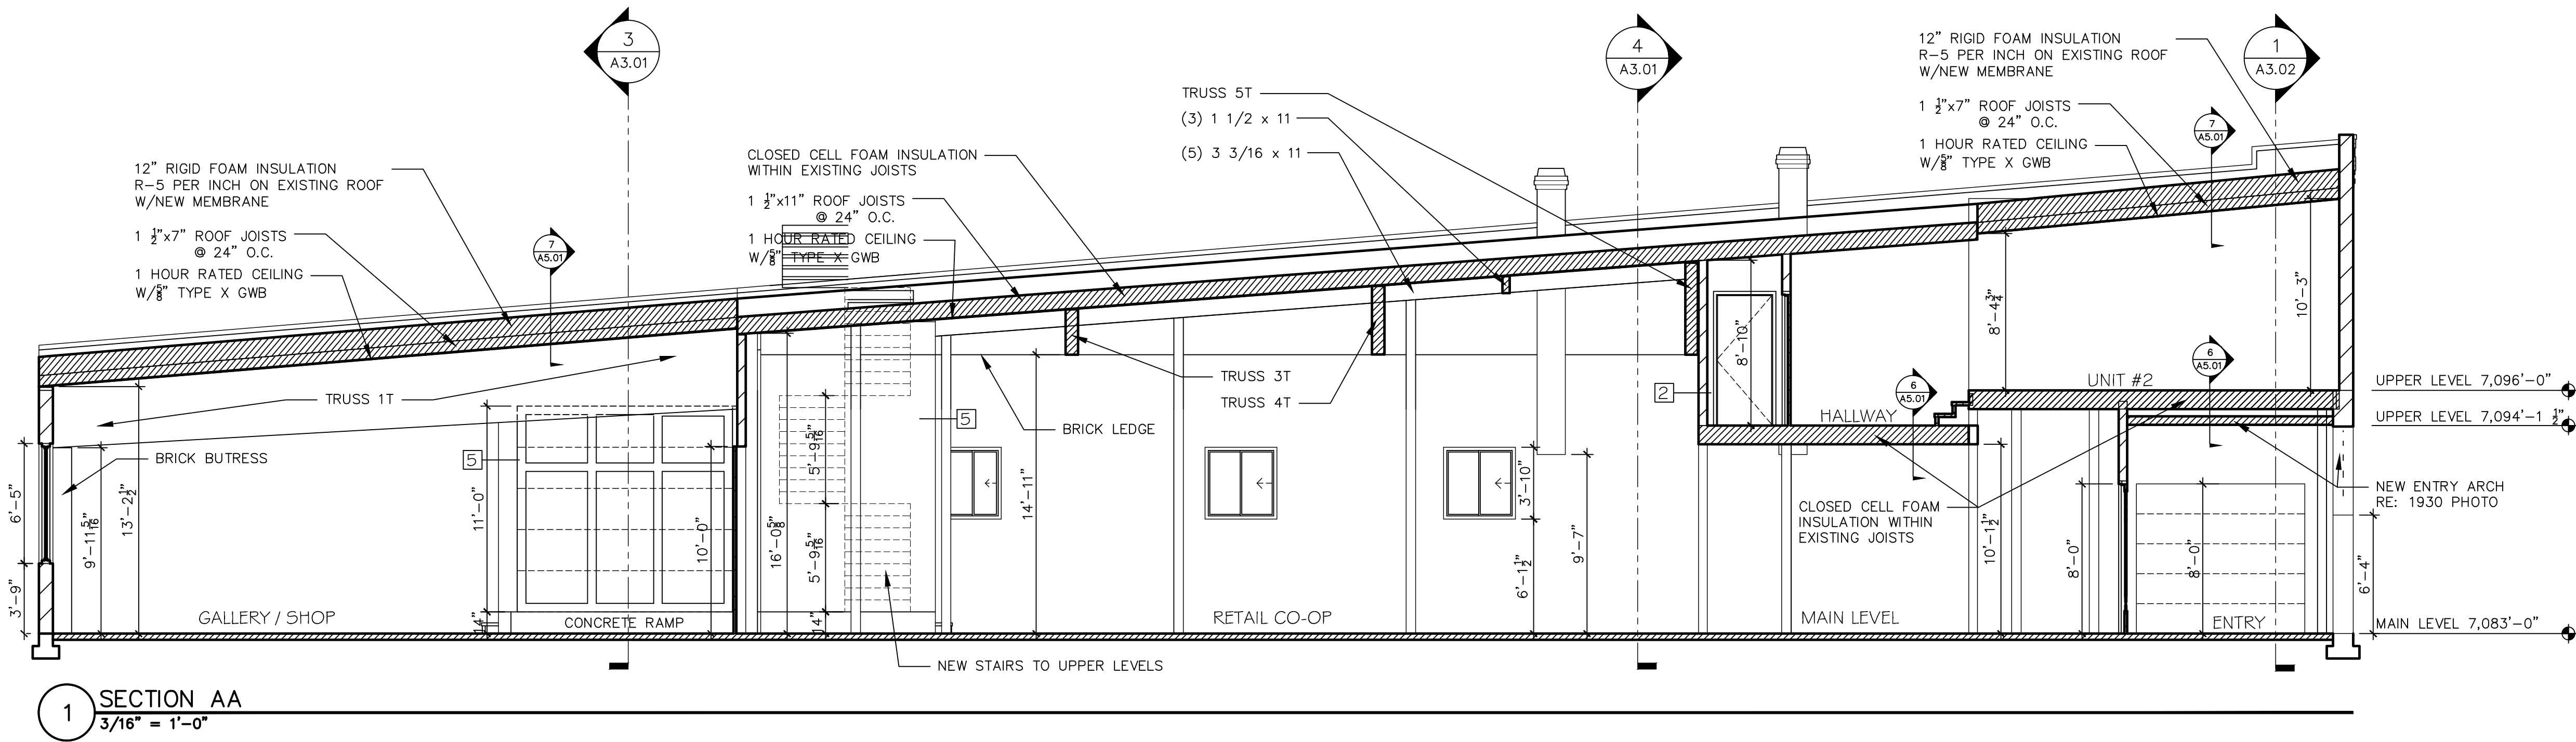 3
A3.01
4
A3.01
1
A3.02
12" RIGID FOAM INSULATION
R-5 PER INCH ON EXISTING ROOF
W/NEW MEMBRANE
1 1/2"x7" ROOF JOISTS
@ 24" O.C.
1 HOUR RATED CEILING
W/5/8" TYPE X GWB
7
A5.01
CLOSED CELL FOAM INSULATION
WITHIN EXISTING JOISTS
1 1/2"x11" ROOF JOISTS
@ 24" O.C.
1 HOUR RATED CEILING
W/5/8" TYPE X GWB
TRUSS 5T
(3) 1 1/2 x 11
(5) 3 3/16 x 11
12" RIGID FOAM INSULATION
R-5 PER INCH ON EXISTING ROOF
W/NEW MEMBRANE
1 1/2"x7" ROOF JOISTS
@ 24" O.C.
1 HOUR RATED CEILING
W/5/8" TYPE X GWB
7
A5.01
TRUSS 1T
BRICK BUTRESS
6'-5"
3'-9"
9'-11 5/16"
13'-2 1/2"
GALLERY / SHOP
5
11'-0"
14"
CONCRETE RAMP
10'-0"
16'-0 5/8"
5'-9 5/16"
5'-9 5/16"
14"
5
NEW STAIRS TO UPPER LEVELS
14'-11"
BRICK LEDGE
TRUSS 3T
TRUSS 4T
RETAIL CO-OP
3'-10"
6'-1 1/2"
9'-7"
2
8'-10"
HALLWAY
6
A5.01
8'-4 3/4"
10'-3"
UNIT #2
6
A5.01
CLOSED CELL FOAM
INSULATION WITHIN
EXISTING JOISTS
MAIN LEVEL
10'-1 1/2"
8'-0"
8'-0"
ENTRY
6'-4"
UPPER LEVEL 7,096'-0"
UPPER LEVEL 7,094'-1 1/2"
NEW ENTRY ARCH
RE: 1930 PHOTO
MAIN LEVEL 7,083'-0"
1
SECTION AA
3/16" = 1'-0"